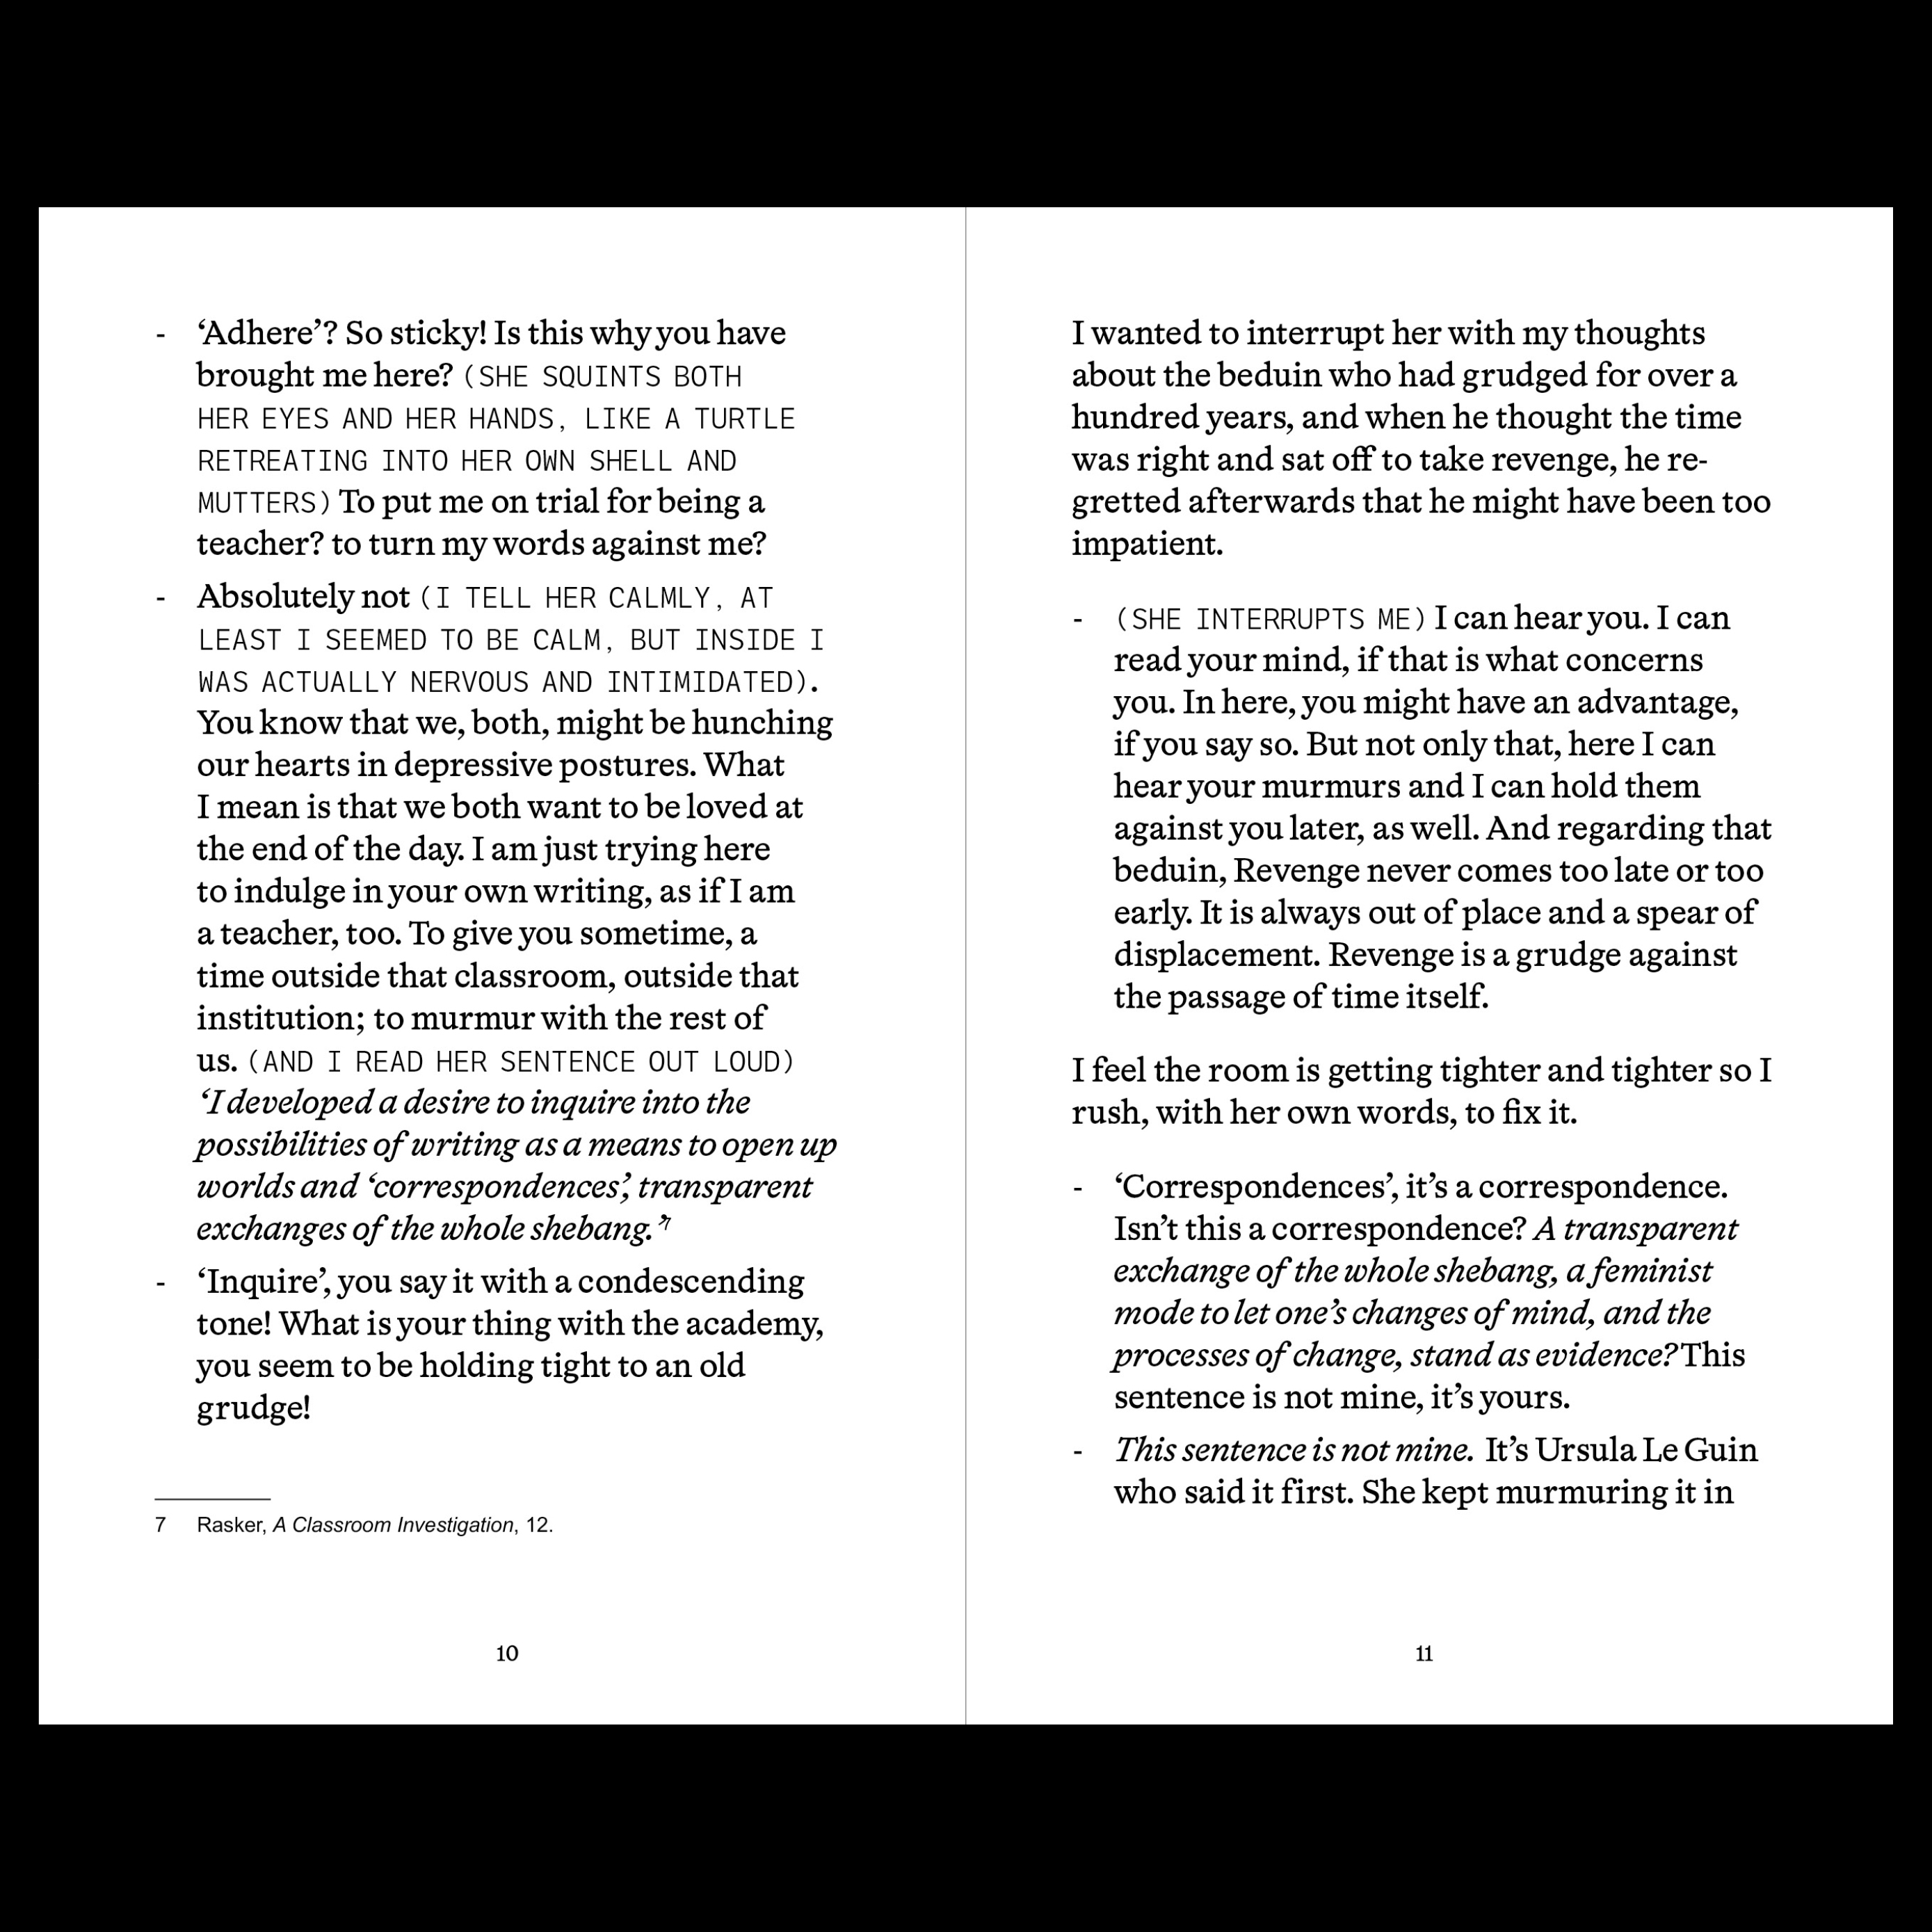 - ‘Adhere’? So sticky! Is this why you have
brought me here? (SHE SQUINTS BOTH
HER EYES AND HER HANDS, LIKE A TURTLE
RETREATING INTO HER OWN SHELL AND
MUTTERS) To put me on trial for being a
teacher? to turn my words against me?
- Absolutely not (I TELL HER CALMLY, AT
LEAST I SEEMED TO BE CALM, BUT INSIDE I
WAS ACTUALLY NERVOUS AND INTIMIDATED).
You know that we, both, might be hunching
our hearts in depressive postures. What
I mean is that we both want to be loved at
the end of the day. I am just trying here
to indulge in your own writing, as if I am
a teacher, too. To give you sometime, a
time outside that classroom, outside that
institution; to murmur with the rest of
us. (AND I READ HER SENTENCE OUT LOUD)
‘I developed a desire to inquire into the
possibilities of writing as a means to open up
worlds and ‘correspondences’, transparent
exchanges of the whole shebang.’7
- ‘Inquire’, you say it with a condescending
tone! What is your thing with the academy,
you seem to be holding tight to an old
grudge!
7 Rasker, A Classroom Investigation, 12.
10
I wanted to interrupt her with my thoughts
about the beduin who had grudged for over a
hundred years, and when he thought the time
was right and sat off to take revenge, he re-
gretted afterwards that he might have been too
impatient.
- (SHE INTERRUPTS ME) I can hear you. I can
read your mind, if that is what concerns
you. In here, you might have an advantage,
if you say so. But not only that, here I can
hear your murmurs and I can hold them
against you later, as well. And regarding that
beduin, Revenge never comes too late or too
early. It is always out of place and a spear of
displacement. Revenge is a grudge against
the passage of time itself.
I feel the room is getting tighter and tighter so I
rush, with her own words, to fix it.
- ‘Correspondences’, it’s a correspondence.
Isn’t this a correspondence? A transparent
exchange of the whole shebang, a feminist
mode to let one’s changes of mind, and the
processes of change, stand as evidence? This
sentence is not mine, it’s yours.
- This sentence is not mine. It’s Ursula Le Guin
who said it first. She kept murmuring it in
11